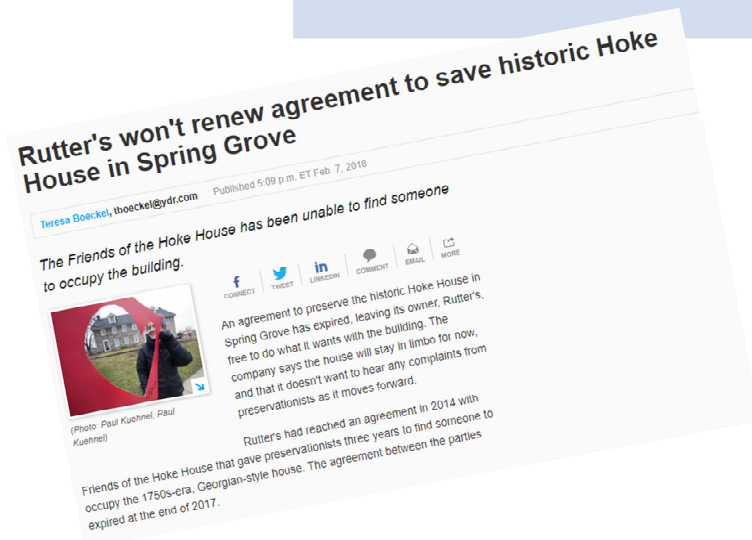 Rutter's won't renew agreement to save historic Hoke
House in Spring Grove
Teresa Boeckel, tboeckel@ydr.com Published 5:09 p.m. ET Feb. 7, 2018
The Friends of the Hoke House has been unable to find someone
to occupy the building.
CONNECT TWEET LINKEDIN COMMENT EMAIL MORE
An agreement to preserve the historic Hoke House in
Spring Grove has expired, leaving its owner, Rutter's,
free to do what it wants with the building. The
company says the house will stay in limbo for now,
and that it doesn't want to hear any complaints from
preservationists as it moves forward.
(Photo: Paul Kuehnel, Paul
Kuehnel)
Rutter's had reached an agreement in 2014 with
Friends of the Hoke House that gave preservationists three years to find someone to
occupy the 1750s-era, Georgian-style house. The agreement between the parties
expired at the end of 2017.